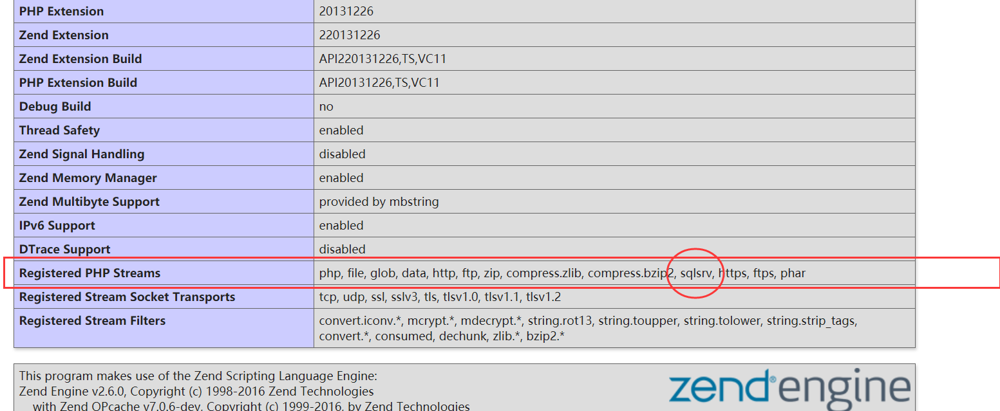 PHP Extension 20131226
Zend Extension 220131226
Zend Extension Build API220131226,TS,VC11
PHP Extension Build API20131226,TS,VC11
Debug Build no
Thread Safety enabled
Zend Signal Handling disabled
Zend Memory Manager enabled
Zend Multibyte Support provided by mbstring
IPv6 Support enabled
DTrace Support disabled
Registered PHP Streams php, file, glob, data, http, ftp, zip, compress.zlib, compress.bzip2, sqlsrv, https, ftps, phar
Registered Stream Socket Transports tcp, udp, ssl, sslv3, tls, tlsv1.0, tlsv1.1, tlsv1.2
Registered Stream Filters convert.iconv.*, mcrypt.*, mdecrypt.*, string.rot13, string.toupper, string.tolower, string.strip_tags,
convert.*, consumed, dechunk, zlib.*, bzip2.*
This program makes use of the Zend Scripting Language Engine:
Zend Engine v2.6.0, Copyright (c) 1998-2016 Zend Technologies
with Zend OPcache v7.0.6-dev, Copyright (c) 1999-2016, by Zend Technologies
zend® engine